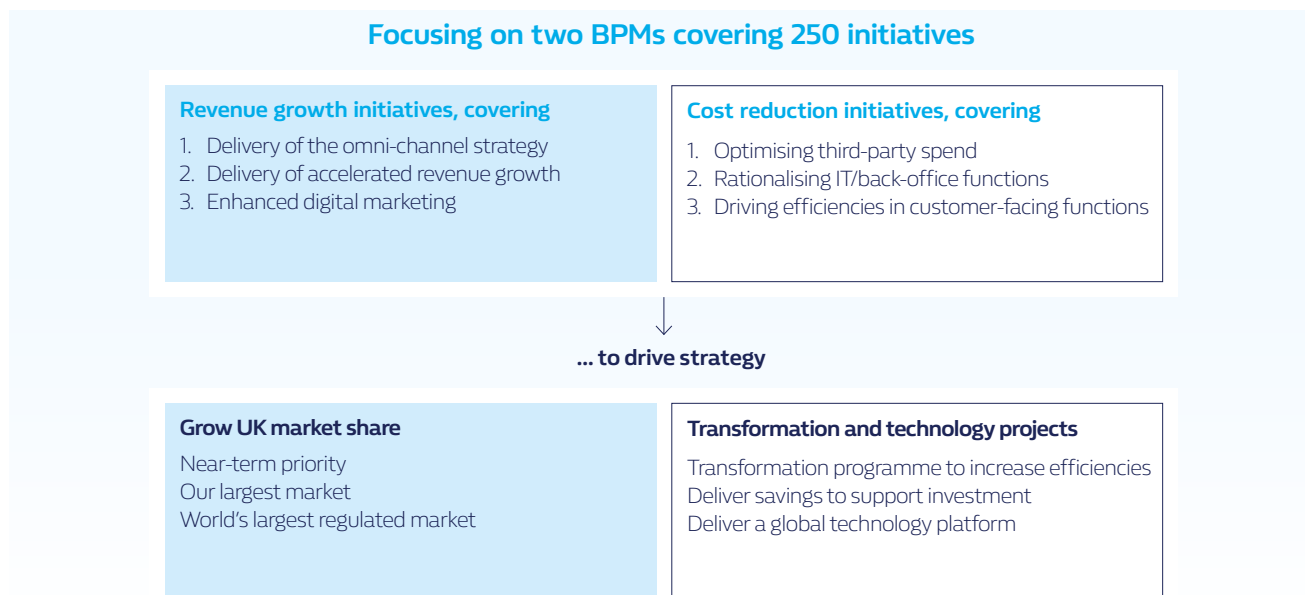 Focusing on two BPMs covering 250 initiatives
Revenue growth initiatives, covering
1. Delivery of the omni-channel strategy
2. Delivery of accelerated revenue growth
3. Enhanced digital marketing
Cost reduction initiatives, covering
1. Optimising third-party spend
2. Rationalising IT/back-office functions
3. Driving efficiencies in customer-facing functions
... to drive strategy
Grow UK market share
Near-term priority
Our largest market
World's largest regulated market
Transformation and technology projects
Transformation programme to increase efficiencies
Deliver savings to support investment
Deliver a global technology platform